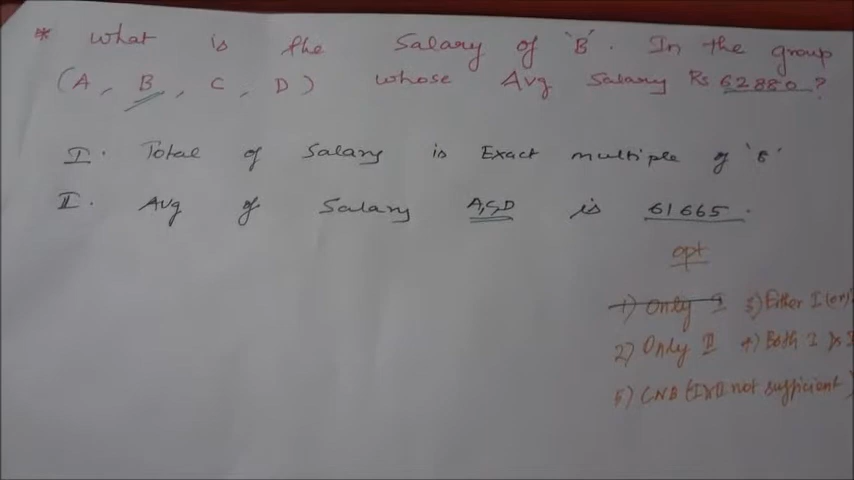 * What is the Salary of 'B'. In the group
(A, B, C, D) whose Avg Salary Rs 62880?
I. Total of Salary is Exact multiple of '8'
II. Avg of Salary A,C,D is 61665.
opt
1) Only I 3) Either I (or)
2) Only II 4) Both I
5) CNB (I & II not sufficient)